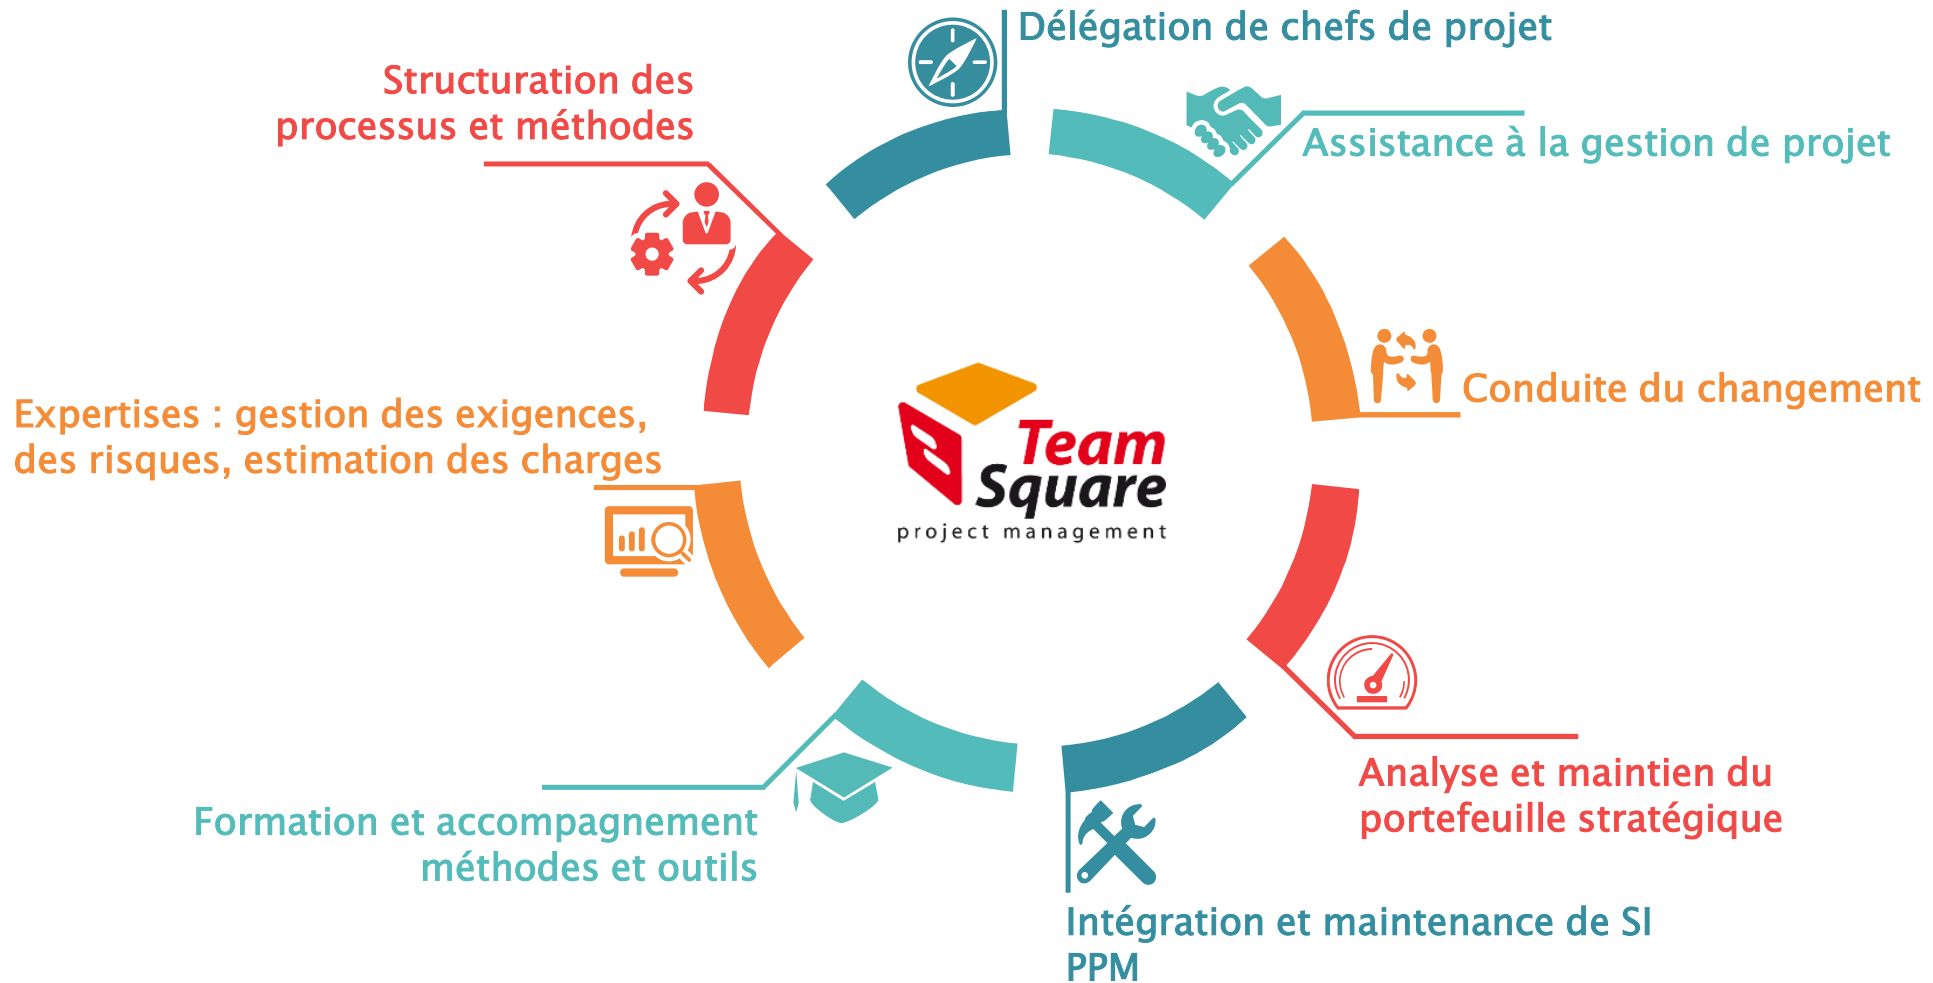 Délégation de chefs de projet
Assistance à la gestion de projet
Conduite du changement
Analyse et maintien du
portefeuille stratégique
Intégration et maintenance de SI
PPM
Formation et accompagnement
méthodes et outils
Expertises : gestion des exigences,
des risques, estimation des charges
Structuration des
processus et méthodes
Team
Square
project management